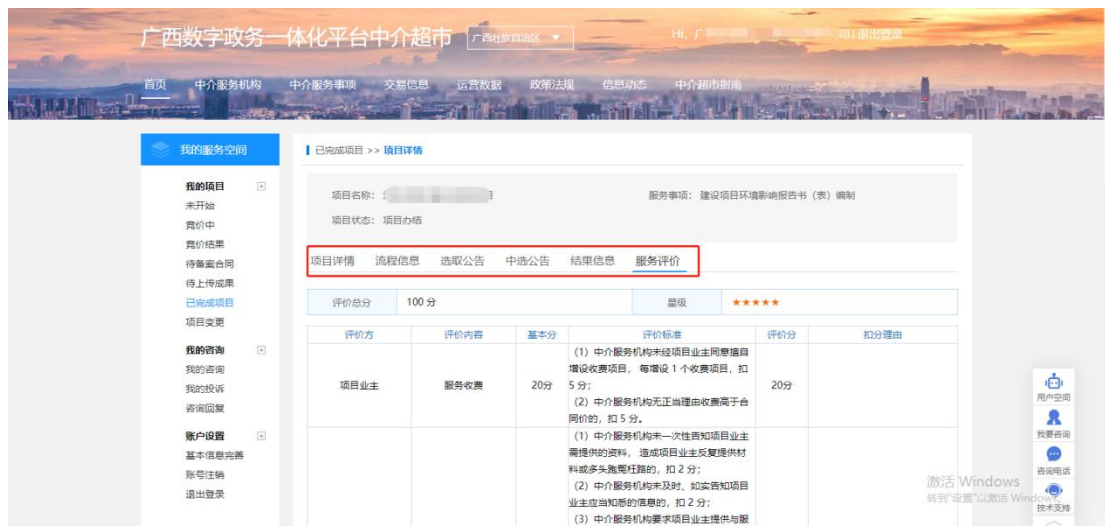 广西数字政务一体化平台中介超市 广西壮族自治区 ▼ Hi, 广 司| 退出登录
首页 中介服务机构 中介服务事项 交易信息 运营数据 政策法规 信息动态 中介超市指南
我的服务空间
我的项目
未开始
竞价中
竞价结果
待备案合同
待上传成果
已完成项目
项目变更
我的咨询
我的咨询
我的投诉
咨询回复
账户设置
基本信息完善
账号注销
退出登录
已完成项目 >> 项目详情
项目名称: 服务事项: 建设项目环境影响报告书（表）编制
项目状态: 项目办结
项目详情 流程信息 选取公告 中选公告 结果信息 服务评价
评价总分 100 分 星级 ★★★★★
评价方 评价内容 基本分 评价标准 评价分 扣分理由
项目业主 服务收费 20分
（1）中介服务机构未经项目业主同意擅自
增设收费项目， 每增设 1 个收费项目，扣
5 分；
（2）中介服务机构无正当理由收费高于合
同价的，扣 5 分。
20分
（1）中介服务机构未一次性告知项目业主
需提供的资料， 造成项目业主反复提供材
料或多头跑冤枉路的，扣 2 分；
（2）中介服务机构未及时、如实告知项目
业主应当知悉的信息的，扣 2 分；
（3）中介服务机构要求项目业主提供与服
用户空间
我要咨询
咨询电话
技术支持
激活 Windows
转到"设置"以激活 Windows。